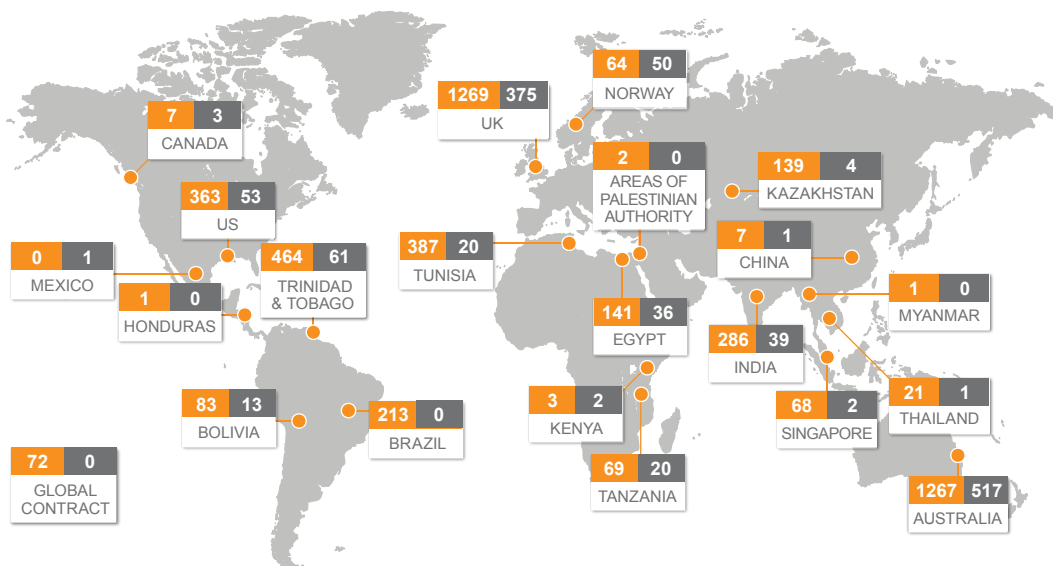 64 50
NORWAY
1269 375
UK
7 3
CANADA
2 0
AREAS OF
PALESTINIAN
AUTHORITY
139 4
KAZAKHSTAN
363 53
US
387 20
TUNISIA
7 1
CHINA
0 1
MEXICO
464 61
TRINIDAD
& TOBAGO
1 0
HONDURAS
141 36
EGYPT
1 0
MYANMAR
286 39
INDIA
83 13
BOLIVIA
213 0
BRAZIL
3 2
KENYA
68 2
SINGAPORE
21 1
THAILAND
72 0
GLOBAL
CONTRACT
69 20
TANZANIA
1267 517
AUSTRALIA